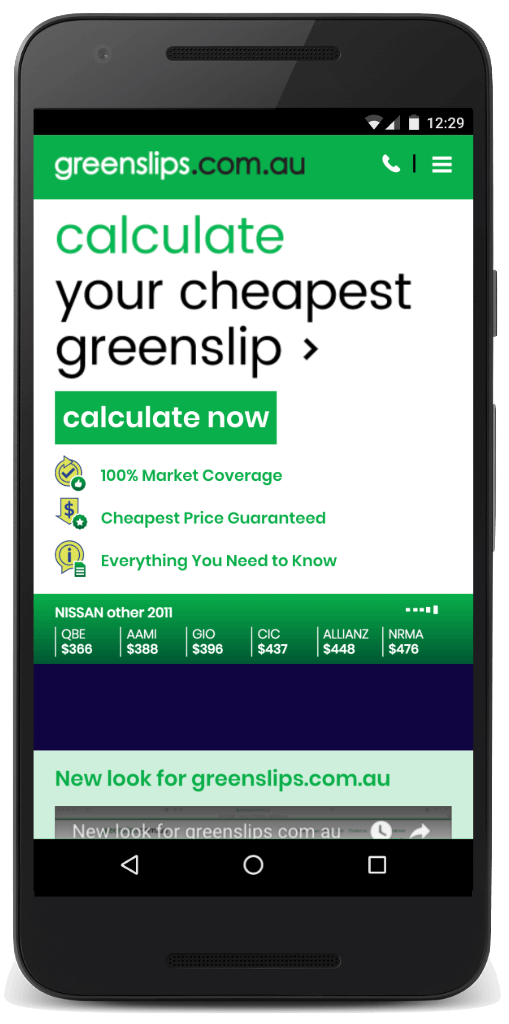 12:29
greenslips.com.au
calculate
your cheapest
greenslip >
calculate now
100% Market Coverage
$
Cheapest Price Guaranteed
i
Everything You Need to Know
NISSAN other 2011
QBE AAMI GIO CIC ALLIANZ NRMA
$366 $388 $396 $437 $448 $476
New look for greenslips.com.au
New look for greenslips com au